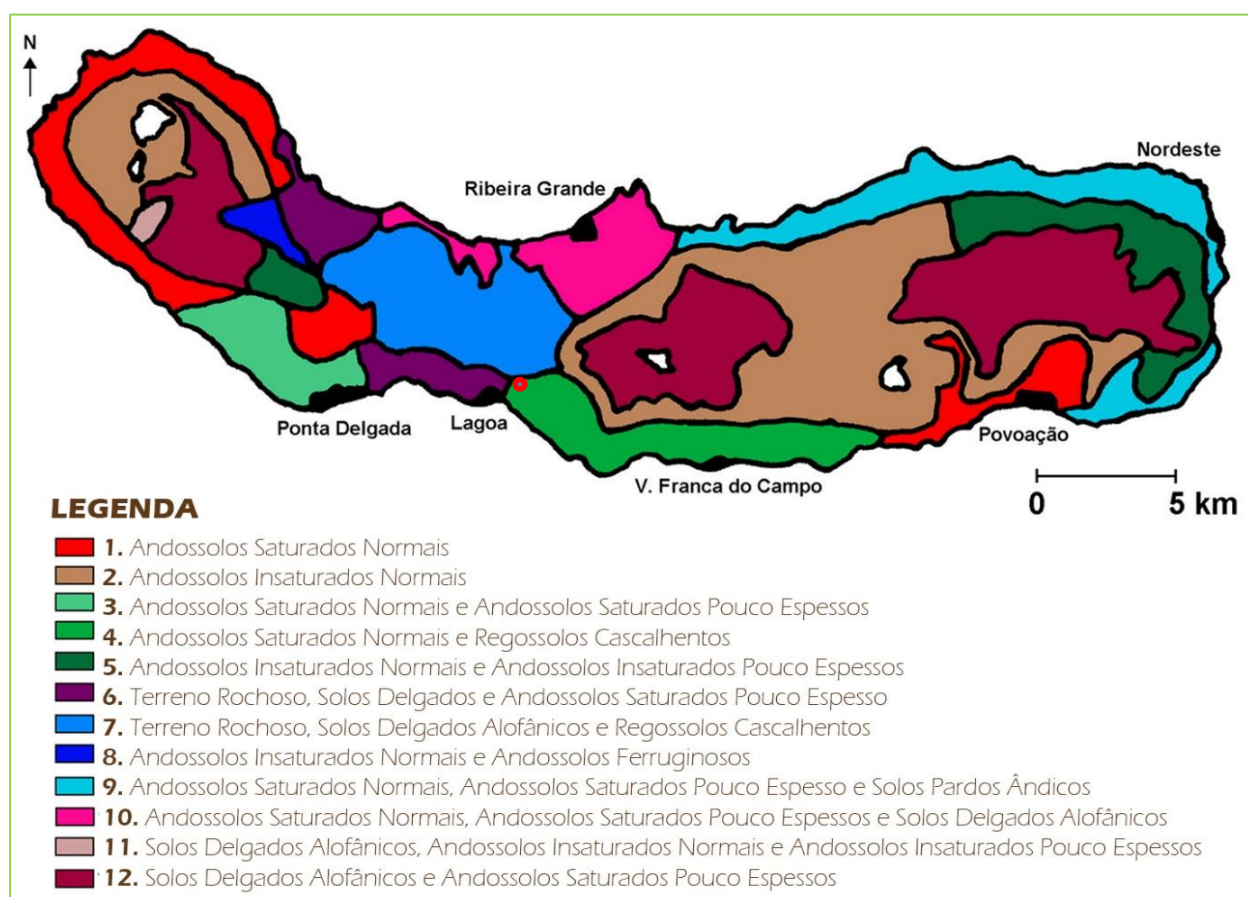 N
Nordeste
Ribeira Grande
Ponta Delgada
Lagoa
Povoação
V. Franca do Campo
0 5 km
LEGENDA
1. Andossolos Saturados Normais
2. Andossolos Insaturados Normais
3. Andossolos Saturados Normais e Andossolos Saturados Pouco Espessos
4. Andossolos Saturados Normais e Regossolos Cascalhentos
5. Andossolos Insaturados Normais e Andossolos Insaturados Pouco Espessos
6. Terreno Rochoso, Solos Delgados e Andossolos Saturados Pouco Espesso
7. Terreno Rochoso, Solos Delgados Alofânicos e Regossolos Cascalhentos
8. Andossolos Insaturados Normais e Andossolos Ferruginosos
9. Andossolos Saturados Normais, Andossolos Saturados Pouco Espesso e Solos Pardos Ândicos
10. Andossolos Saturados Normais, Andossolos Saturados Pouco Espessos e Solos Delgados Alofânicos
11. Solos Delgados Alofânicos, Andossolos Insaturados Normais e Andossolos Insaturados Pouco Espessos
12. Solos Delgados Alofânicos e Andossolos Saturados Pouco Espessos